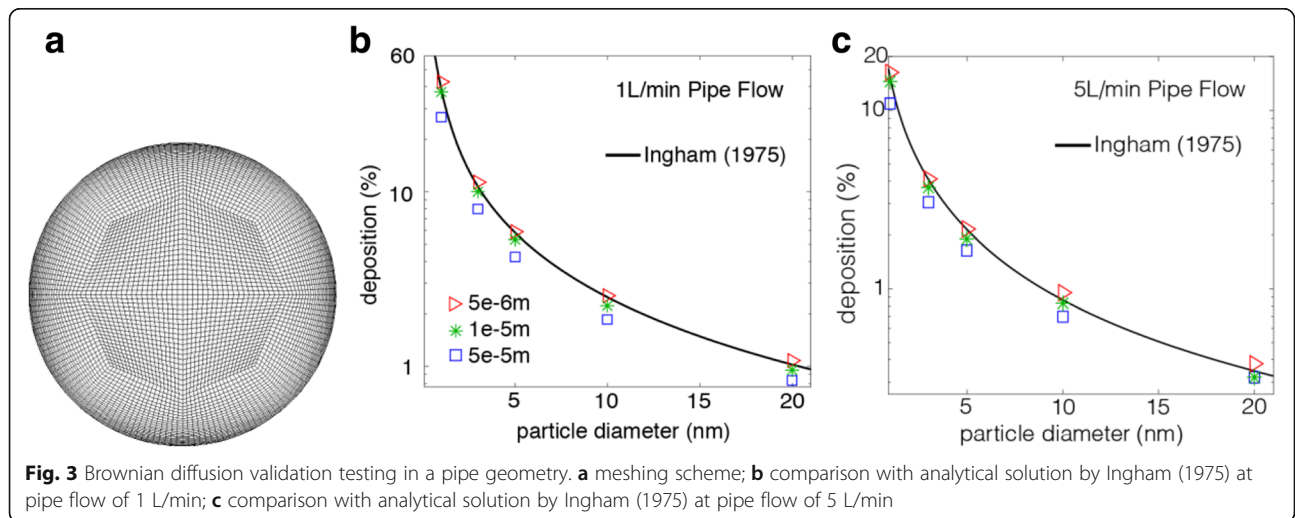 a
b
60
10
1
deposition (%)
1L/min Pipe Flow
Ingham (1975)
5e-6m
1e-5m
5e-5m
5
10
15
20
particle diameter (nm)
c
20
10
1
deposition (%)
5L/min Pipe Flow
Ingham (1975)
5
10
15
20
particle diameter (nm)
Fig. 3 Brownian diffusion validation testing in a pipe geometry. a meshing scheme; b comparison with analytical solution by Ingham (1975) at
pipe flow of 1 L/min; c comparison with analytical solution by Ingham (1975) at pipe flow of 5 L/min